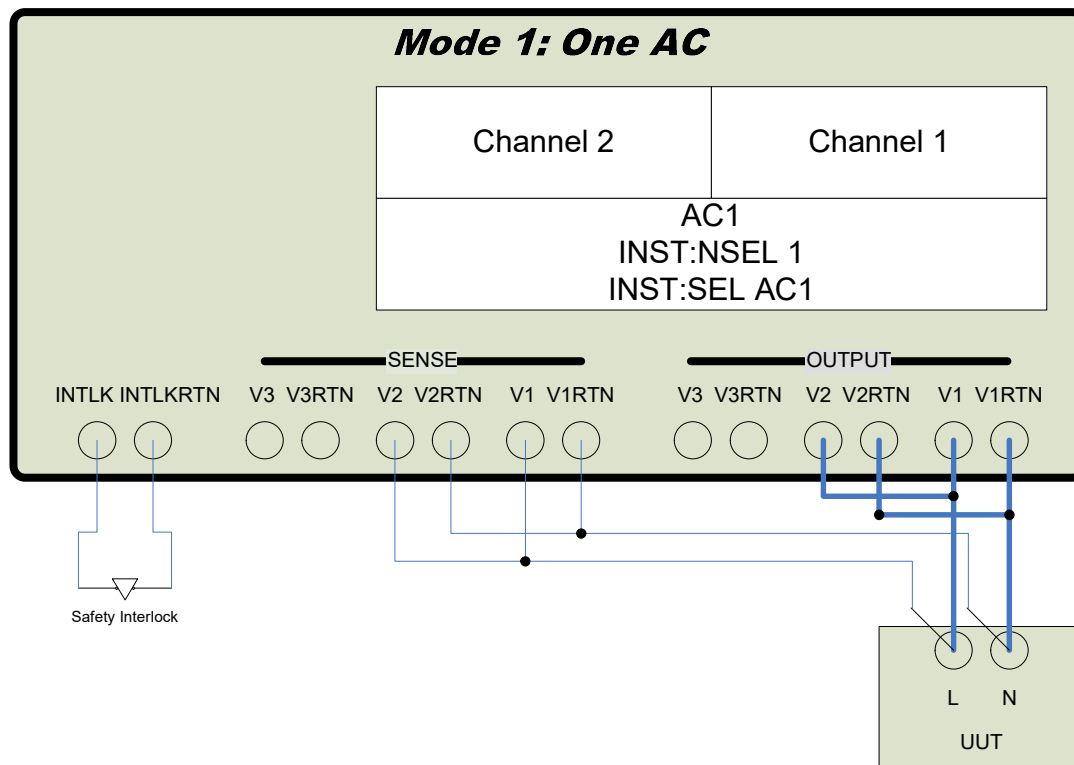 Mode 1: One AC
Channel 2 Channel 1
AC1
INST:NSEL 1
INST:SEL AC1
SENSE OUTPUT
INTLK INTLKRTN V3 V3RTN V2 V2RTN V1 V1RTN V3 V3RTN V2 V2RTN V1 V1RTN
Safety Interlock
L N
UUT